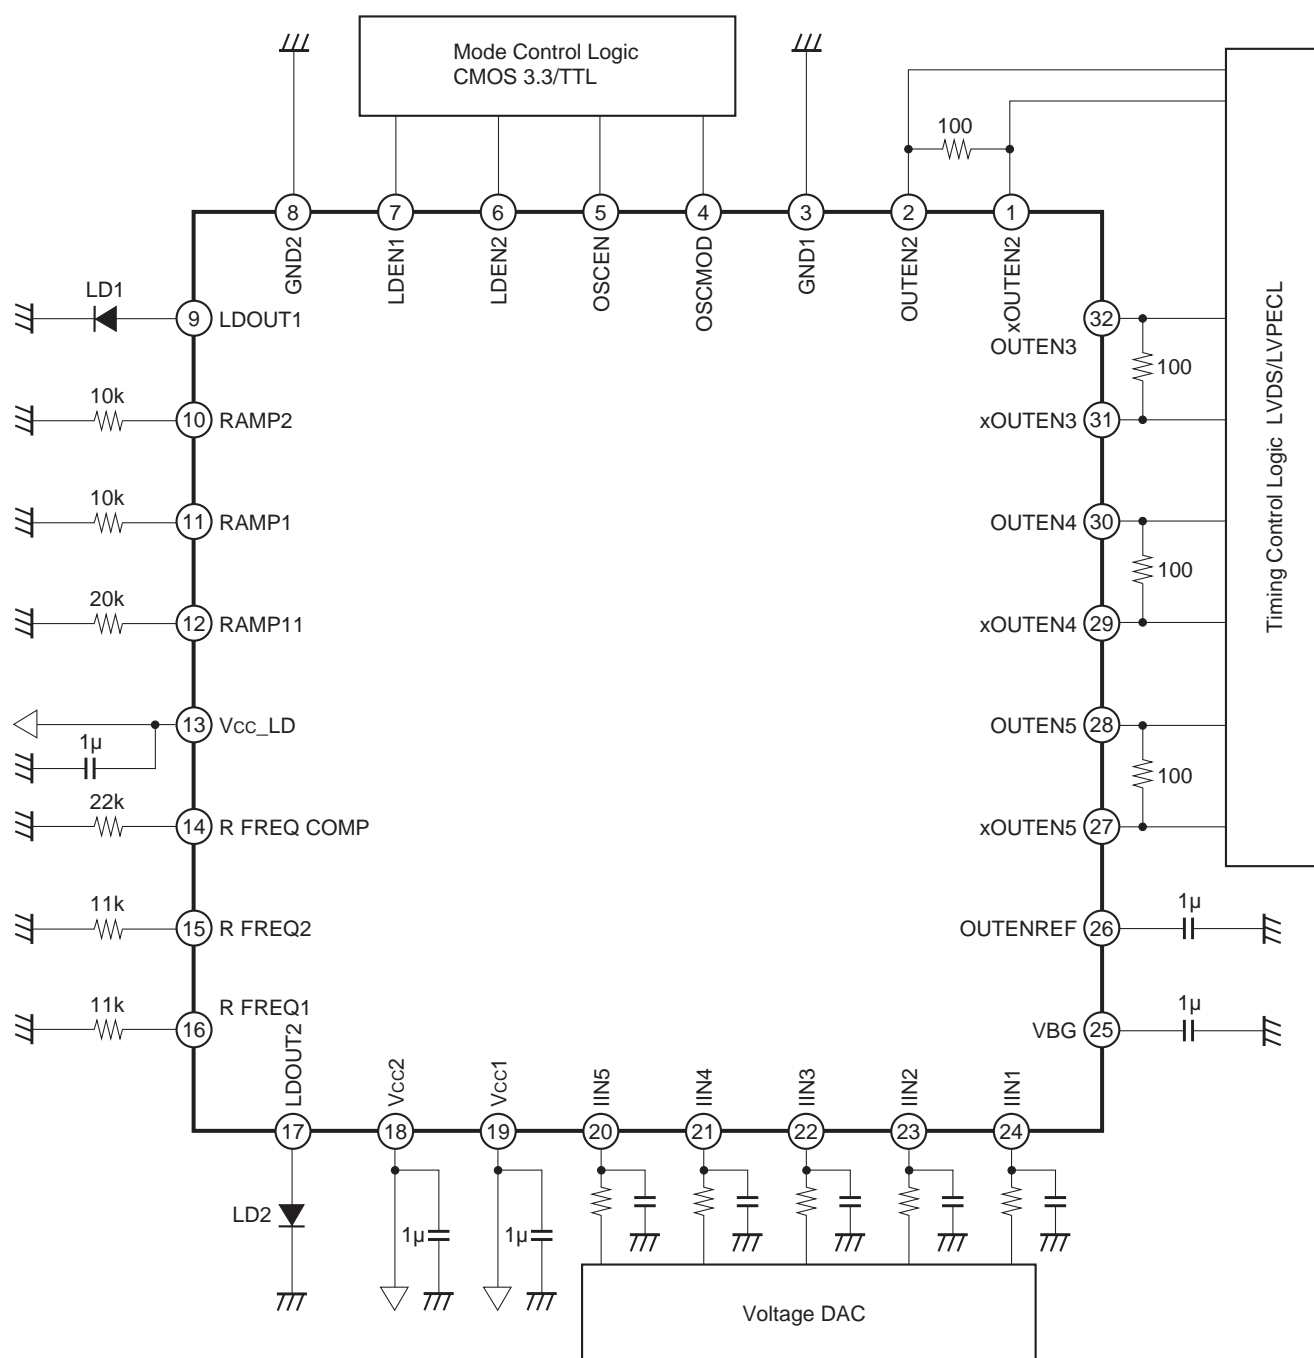 Mode Control Logic
CMOS 3.3/TTL
100
8
7
6
5
4
3
2
1
GND2
LDEN1
LDEN2
OSCEN
OSCMOD
GND1
OUTEN2
xOUTEN2
LD1
9
LDOUT1
32
OUTEN3
100
10k
10
RAMP2
31
xOUTEN3
10k
11
RAMP1
30
OUTEN4
100
20k
12
RAMP11
29
xOUTEN4
Timing Control Logic LVDS/LVPECL
13
Vcc_LD
1μ
28
OUTEN5
100
22k
14
R FREQ COMP
27
xOUTEN5
11k
15
R FREQ2
OUTENREF
26
1μ
11k
16
R FREQ1
VBG
25
1μ
LDOUT2
Vcc2
Vcc1
IIN5
IIN4
IIN3
IIN2
IIN1
17
18
19
20
21
22
23
24
LD2
1μ
1μ
Voltage DAC